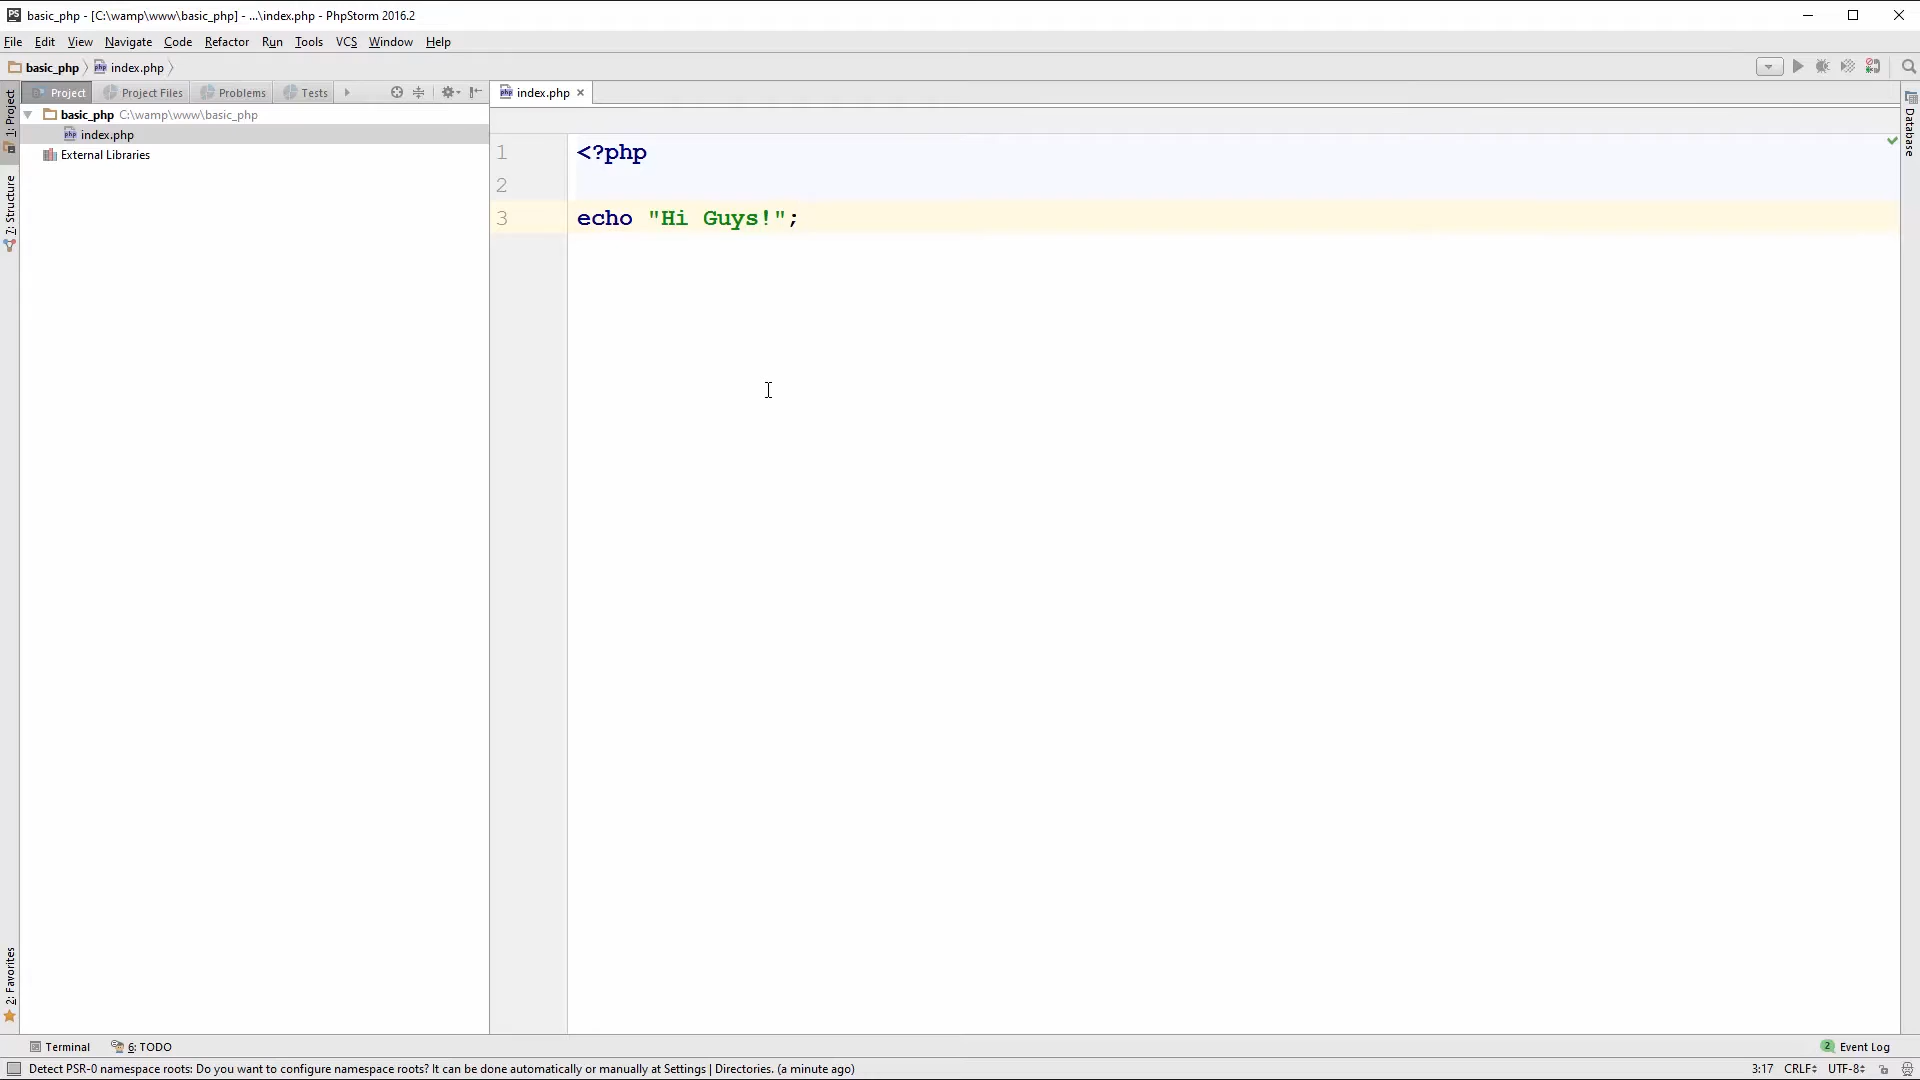 basic_php - [C:\wamp\www\basic_php] - ...\index.php - PhpStorm 2016.2
File Edit View Navigate Code Refactor Run Tools VCS Window Help
basic_php index.php
Project Project Files Problems Tests
index.php
1: Project
basic_php C:\wamp\www\basic_php
index.php
External Libraries
7: Structure
2: Favorites
Database
1 <?php
2
3 echo "Hi Guys!";
Terminal 6: TODO
2 Event Log
Detect PSR-0 namespace roots: Do you want to configure namespace roots? It can be done automatically or manually at Settings | Directories. (a minute ago)
3:17 CRLF UTF-8